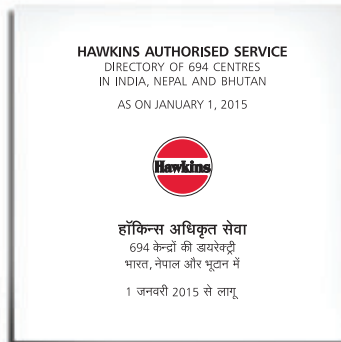 HAWKINS AUTHORISED SERVICE
DIRECTORY OF 694 CENTRES
IN INDIA, NEPAL AND BHUTAN
AS ON JANUARY 1, 2015
Hawkins
हॉकिन्स अधिकृत सेवा
694 केन्द्रों की डायरेक्ट्री
भारत, नेपाल और भूटान में
1 जनवरी 2015 से लागू